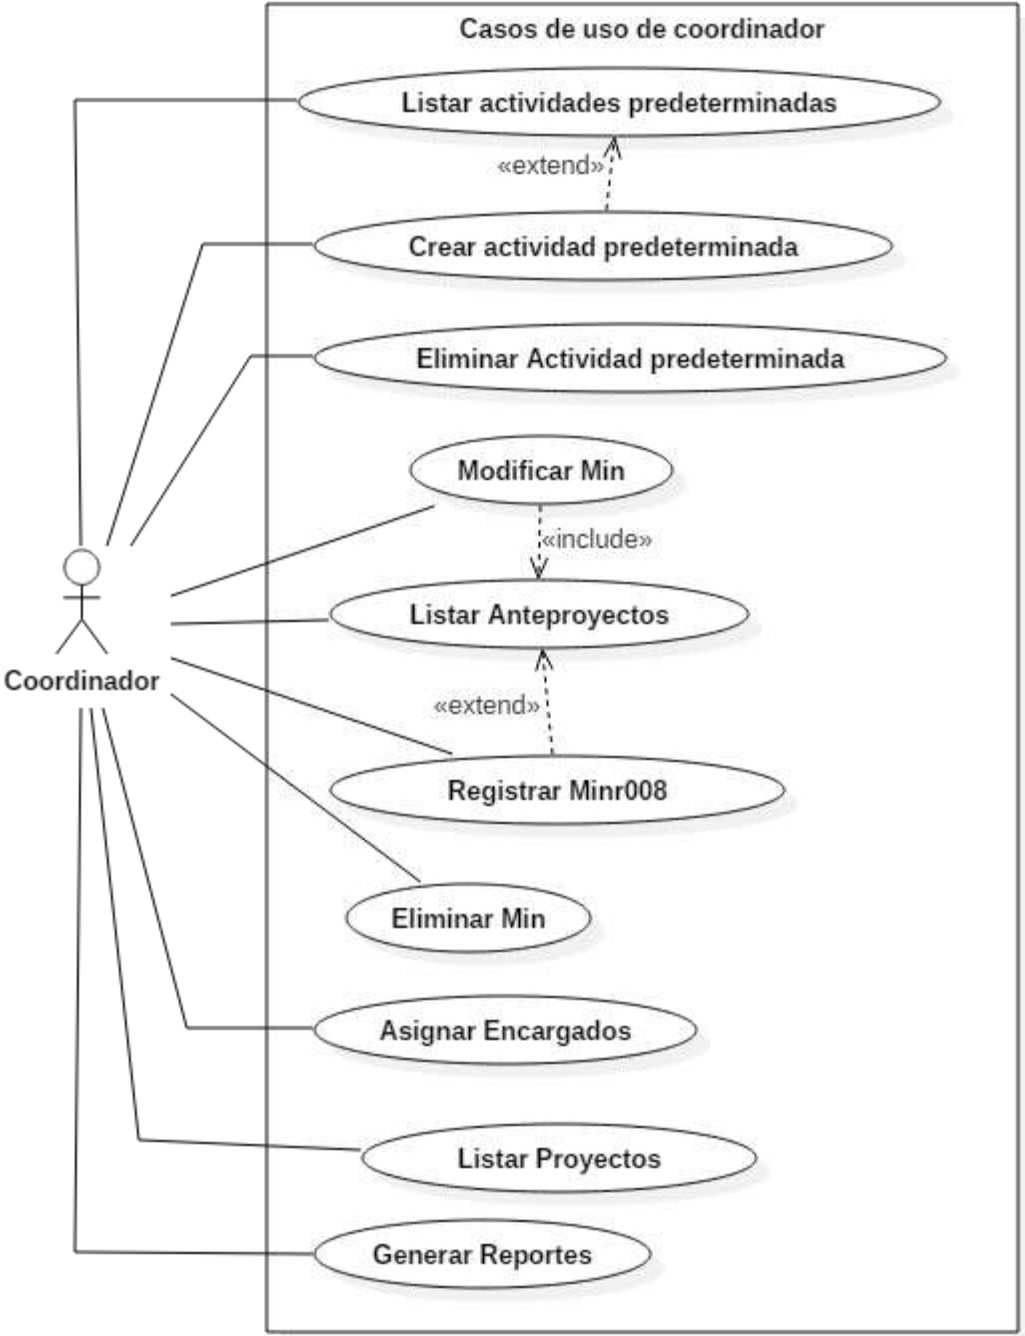 Casos de uso de coordinador
Listar actividades predeterminadas
«extend»
Crear actividad predeterminada
Eliminar Actividad predeterminada
Modificar Min
«include»
Listar Anteproyectos
Coordinador
«extend»
Registrar Minr008
Eliminar Min
Asignar Encargados
Listar Proyectos
Generar Reportes